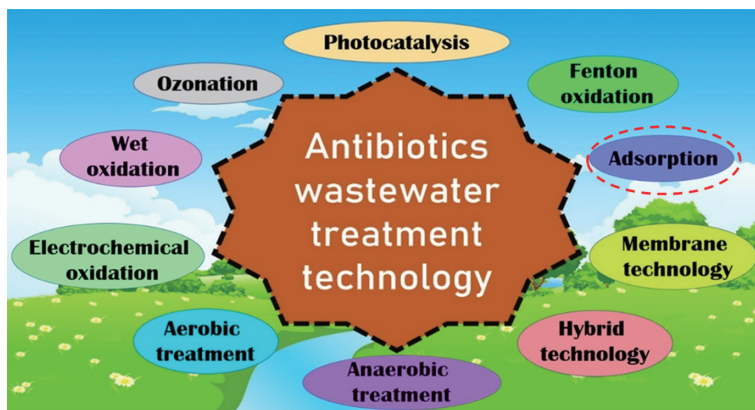 Photocatalysis
Ozonation
Fenton
oxidation
Wet
oxidation
Adsorption
Antibiotics
wastewater
treatment
technology
Electrochemical
oxidation
Membrane
technology
Aerobic
treatment
Hybrid
technology
Anaerobic
treatment